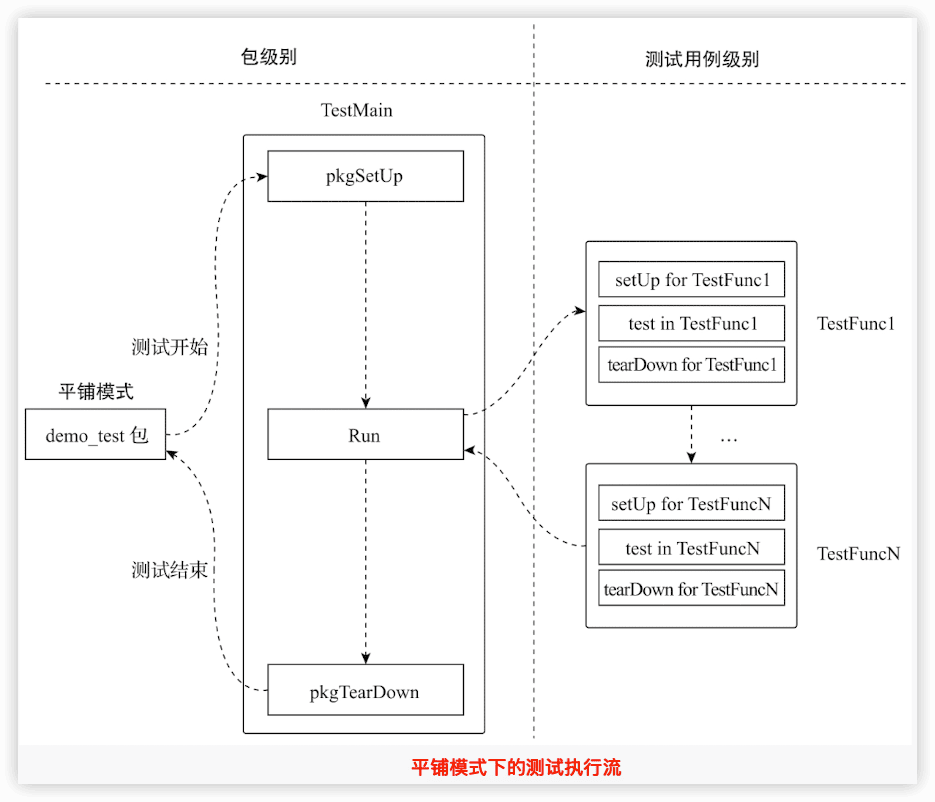 包级别
测试用例级别
TestMain
pkgSetUp
setUp for TestFunc1
test in TestFunc1
TestFunc1
tearDown for TestFunc1
测试开始
平铺模式
demo_test 包
Run
…
setUp for TestFuncN
test in TestFuncN
TestFuncN
tearDown for TestFuncN
测试结束
pkgTearDown
平铺模式下的测试执行流